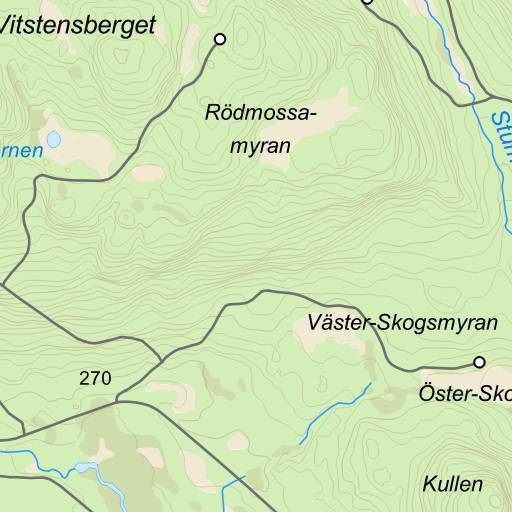 Vitstensberget
Rödmossa-
myran
Väster-Skogsmyran
270
Kullen